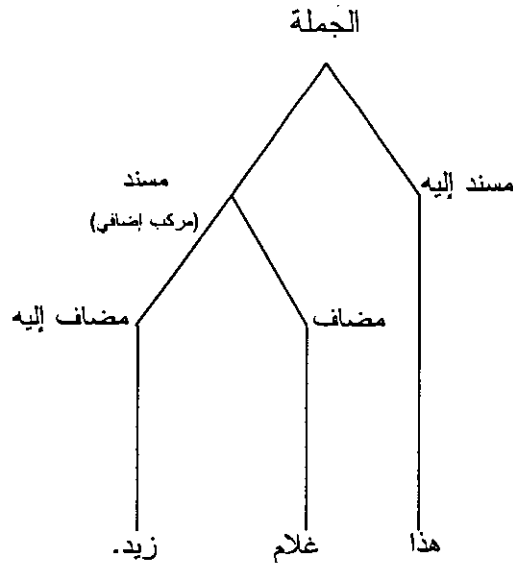 الجملة
مسند إليه
مسند
(مركب إضافي)
مضاف
مضاف إليه
هذا غلام زيد.